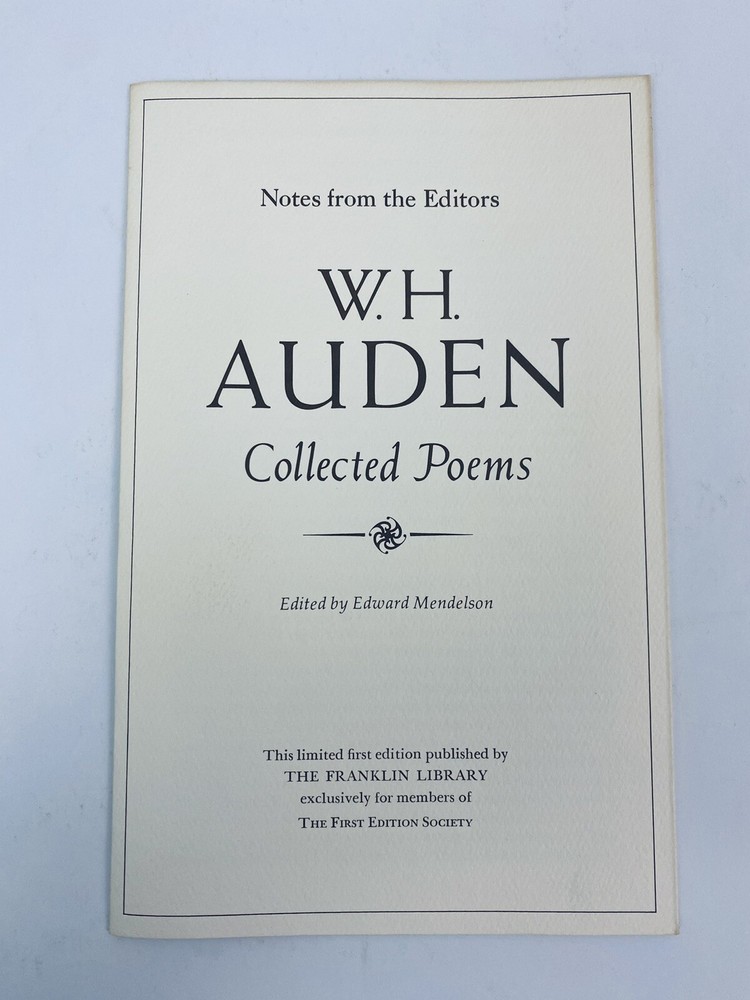 Notes from the Editors
W.H.
AUDEN
Collected Poems
Edited by Edward Mendelson
This limited first edition published by
THE FRANKLIN LIBRARY
exclusively for members of
THE FIRST EDITION SOCIETY